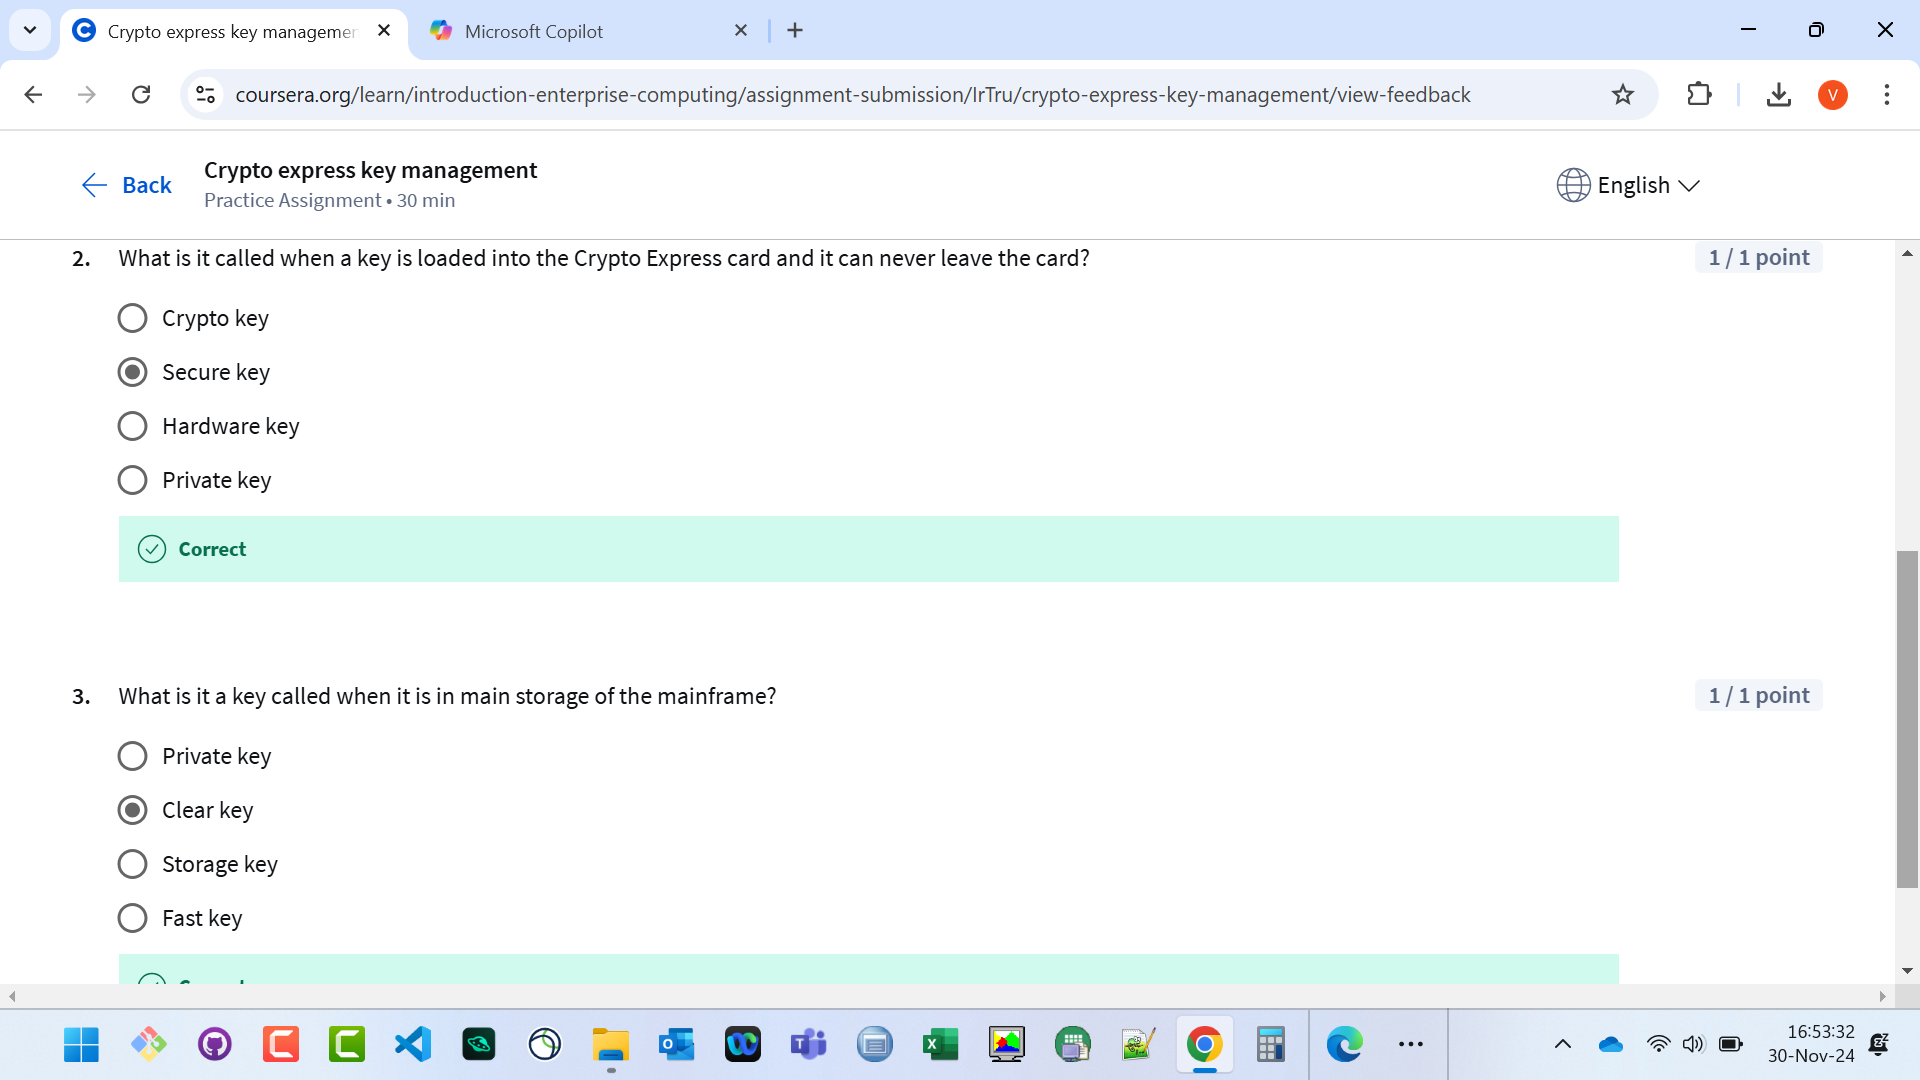 Crypto express key managemen
Microsoft Copilot
coursera.org/learn/introduction-enterprise-computing/assignment-submission/IrTru/crypto-express-key-management/view-feedback
V
Back
Crypto express key management
Practice Assignment • 30 min
English
2. What is it called when a key is loaded into the Crypto Express card and it can never leave the card?
1 / 1 point
Crypto key
Secure key
Hardware key
Private key
Correct
3. What is it a key called when it is in main storage of the mainframe?
1 / 1 point
Private key
Clear key
Storage key
Fast key
16:53:32
30-Nov-24